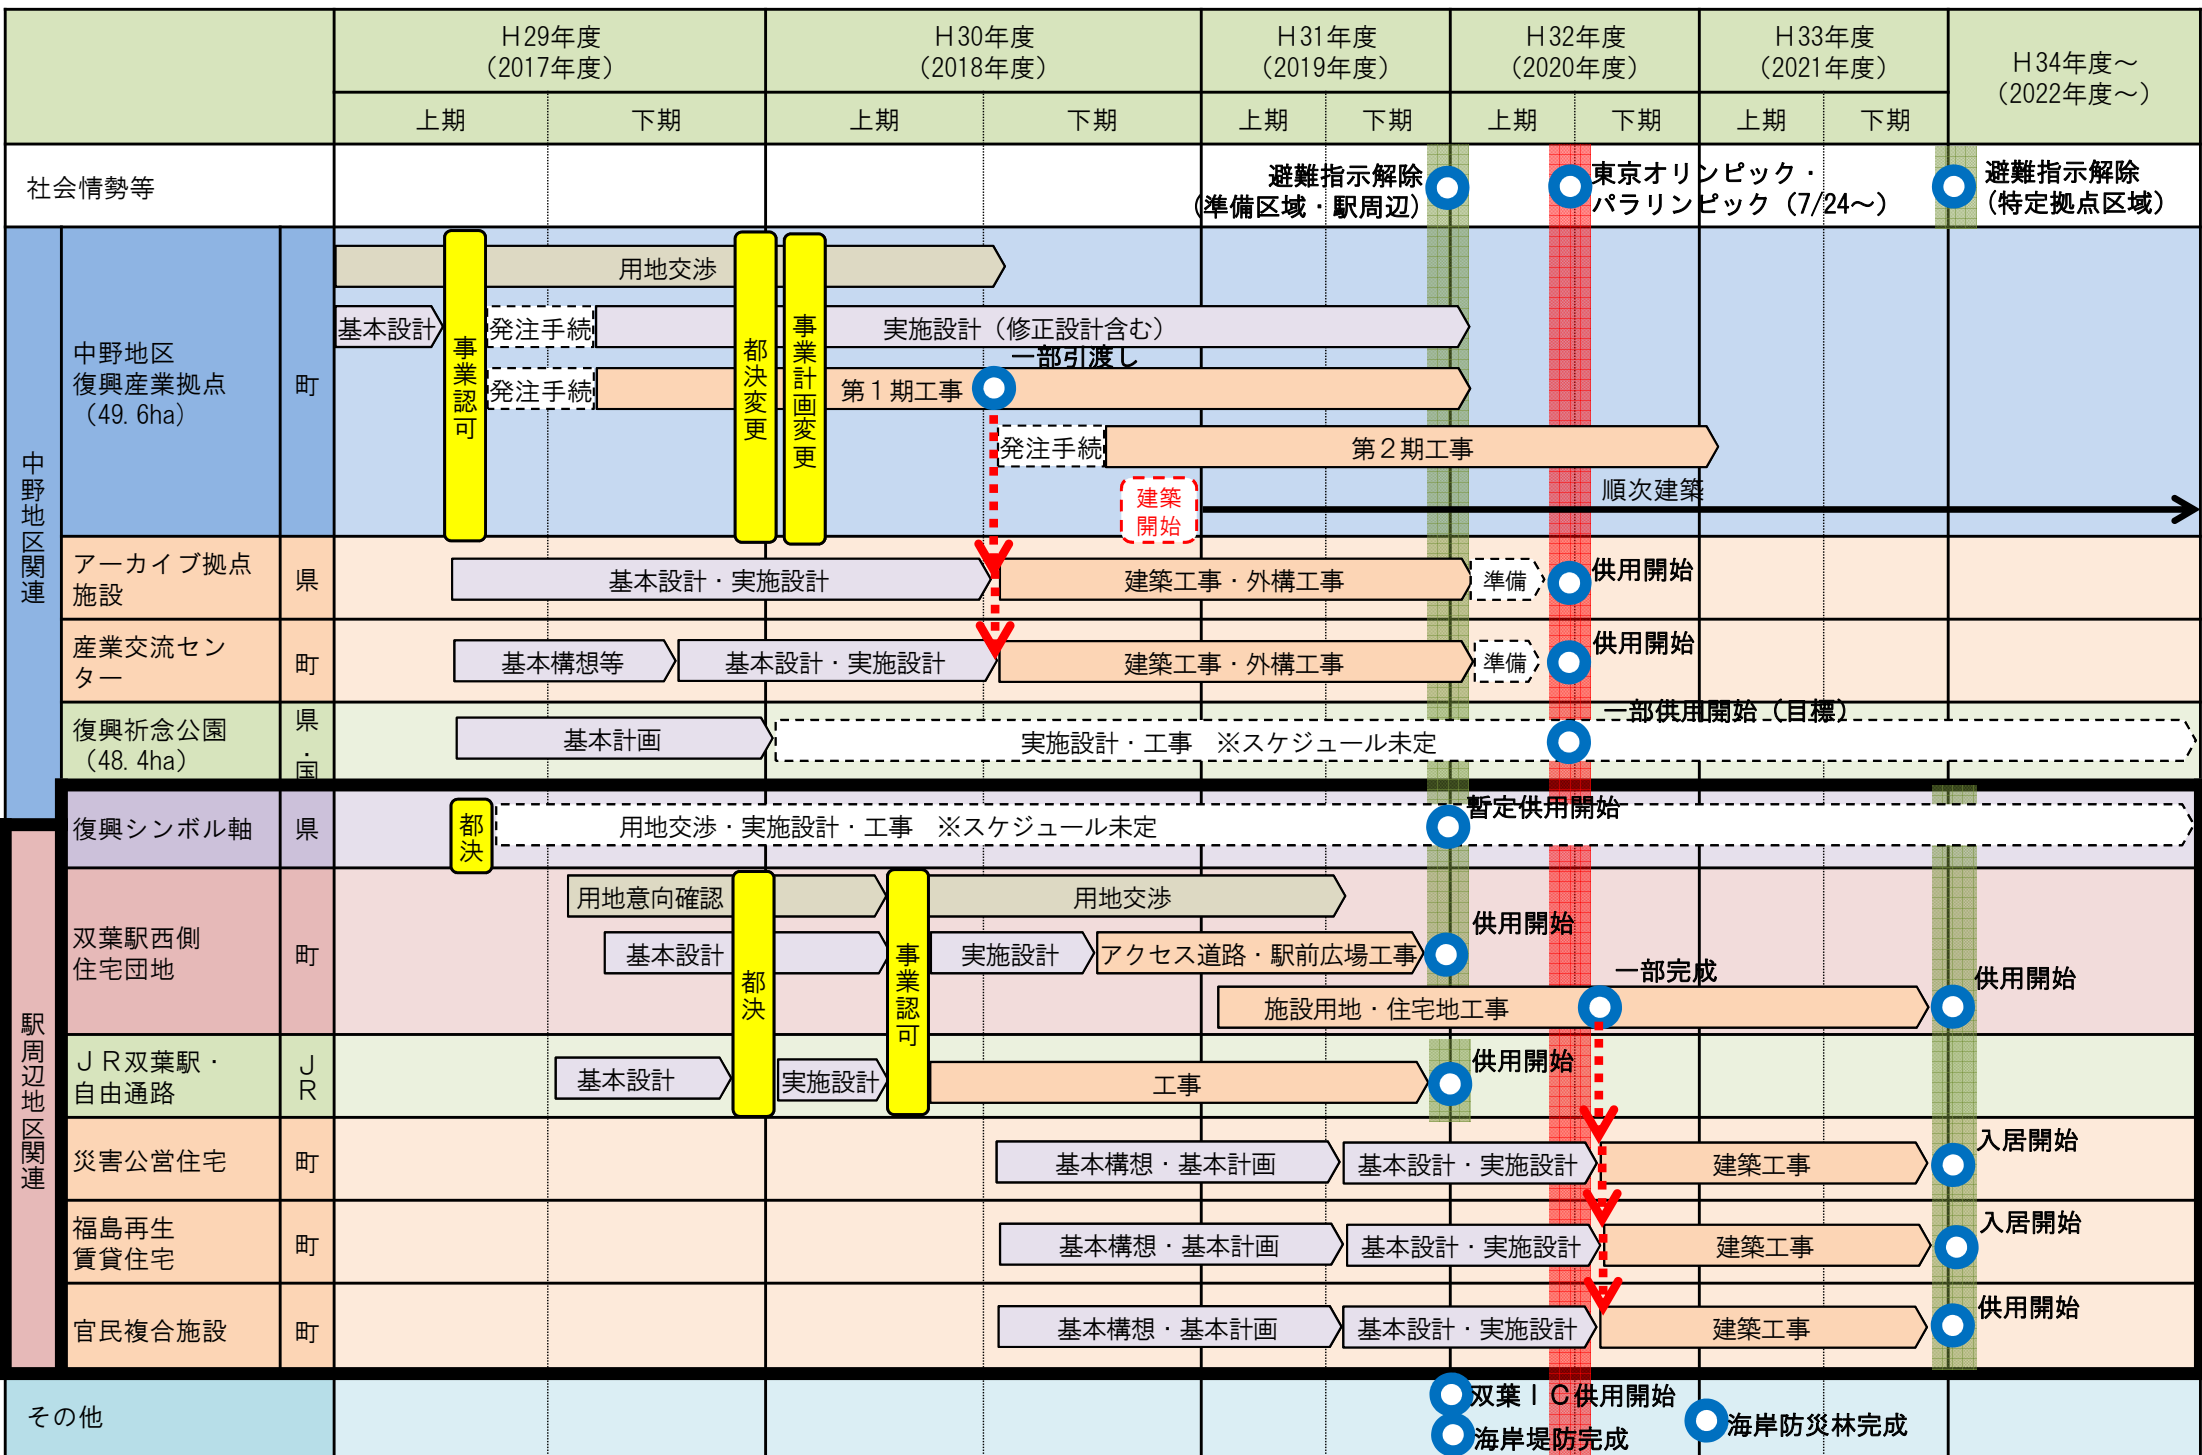 Ｈ29年度
（2017年度）
Ｈ30年度
（2018年度）
Ｈ31年度
（2019年度）
Ｈ32年度
（2020年度）
Ｈ33年度
（2021年度）
Ｈ34年度～
（2022年度～）
上期
下期
上期
下期
上期
下期
上期
下期
上期
下期
社会情勢等
避難指示解除
（準備区域・駅周辺）
東京オリンピック・
パラリンピック（7/24～）
避難指示解除
（特定拠点区域）
中野地区関連
中野地区
復興産業拠点
（49.6ha）
町
用地交渉
基本設計
事業認可
発注手続
実施設計（修正設計含む）
都決変更
事業計画変更
一部引渡し
発注手続
第１期工事
発注手続
第２期工事
建築
開始
順次建築
アーカイブ拠点
施設
県
基本設計・実施設計
建築工事・外構工事
準備
供用開始
産業交流セン
ター
町
基本構想等
基本設計・実施設計
建築工事・外構工事
準備
供用開始
復興祈念公園
（48.4ha）
県・国
基本計画
実施設計・工事　※スケジュール未定
一部供用開始（目標）
復興シンボル軸
県
都決
用地交渉・実施設計・工事　※スケジュール未定
暫定供用開始
駅周辺地区関連
双葉駅西側
住宅団地
町
用地意向確認
用地交渉
基本設計
都決
事業認可
実施設計
アクセス道路・駅前広場工事
供用開始
施設用地・住宅地工事
一部完成
供用開始
ＪＲ双葉駅・
自由通路
ＪＲ
基本設計
実施設計
工事
供用開始
災害公営住宅
町
基本構想・基本計画
基本設計・実施設計
建築工事
入居開始
福島再生
賃貸住宅
町
基本構想・基本計画
基本設計・実施設計
建築工事
入居開始
官民複合施設
町
基本構想・基本計画
基本設計・実施設計
建築工事
供用開始
その他
双葉ＩＣ供用開始
海岸堤防完成
海岸防災林完成